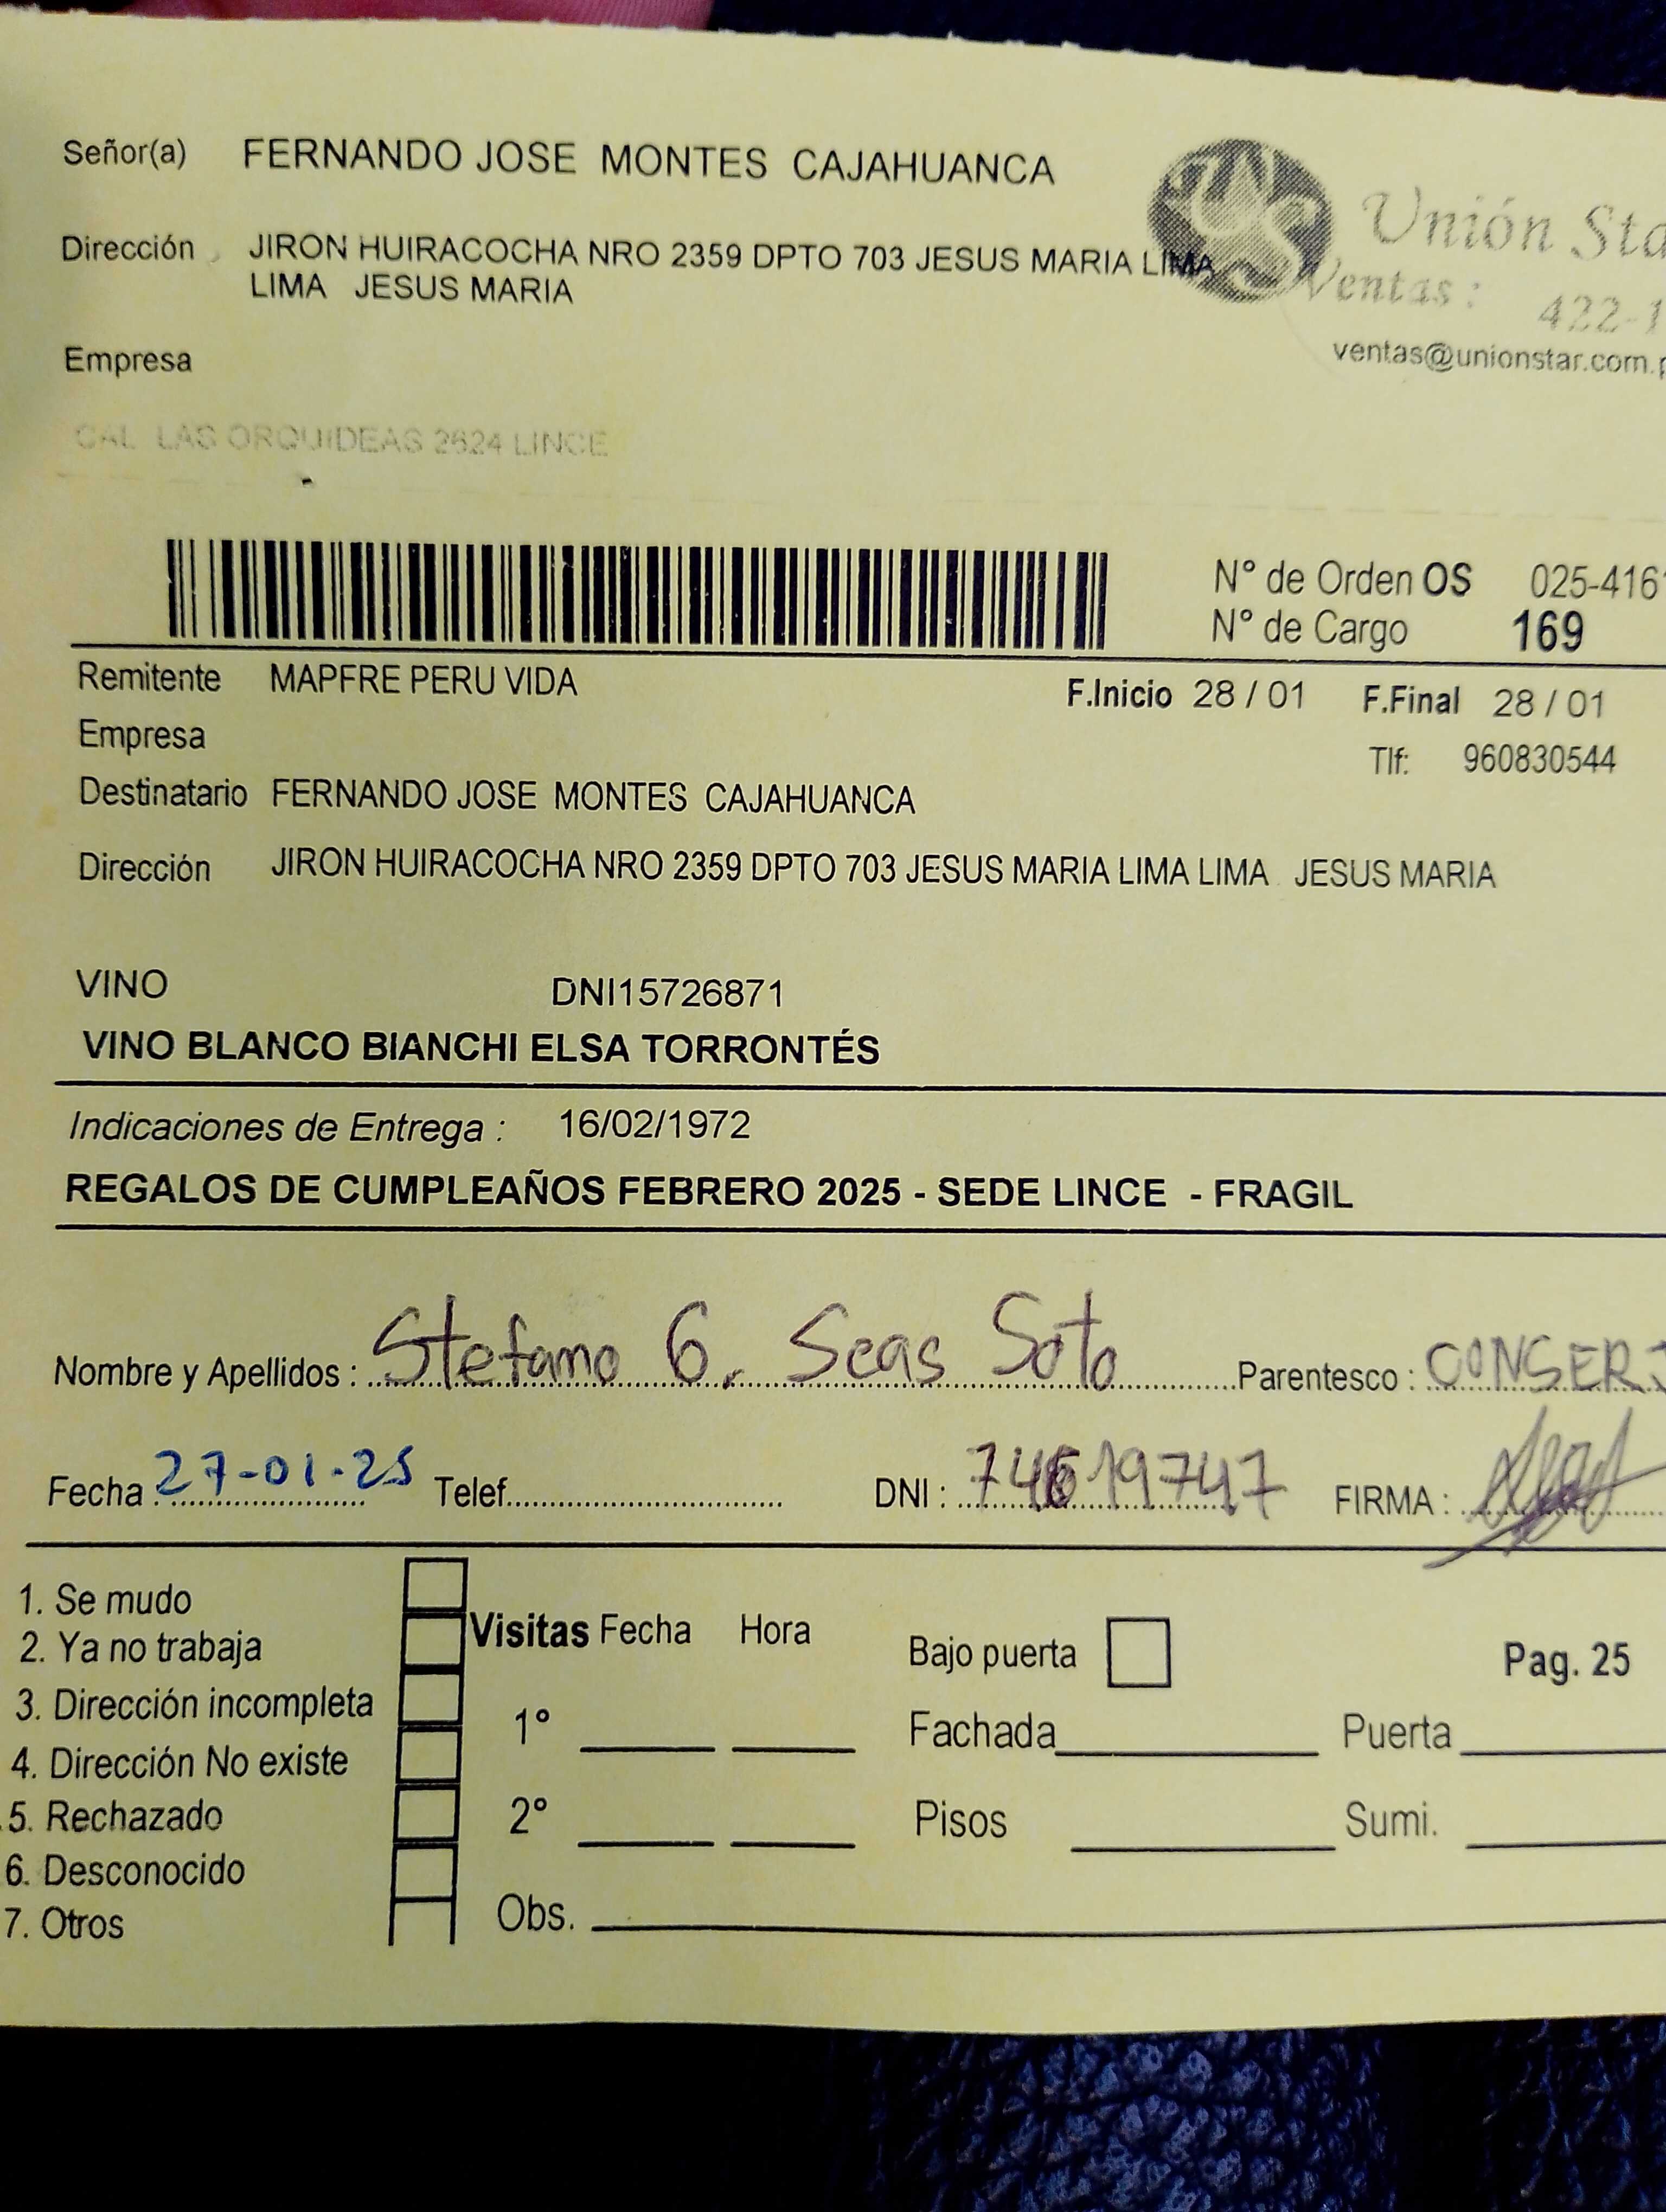 Señor(a) FERNANDO JOSE MONTES CAJAHUANCA
Unión
Dirección JIRON HUIRACOCHA NRO 2359 DPTO 703 JESUS MARIA LIMA
LIMA JESUS MARIA
Ventas : 422-1
ventas@unionstar.com.p
Empresa
CAL LAS ORQUIDEAS 2624 LINCE
N° de Orden OS 025-416
N° de Cargo 169
Remitente MAPFRE PERU VIDA F.Inicio 28 / 01 F.Final 28 / 01
Empresa Tlf: 960830544
Destinatario FERNANDO JOSE MONTES CAJAHUANCA
Dirección JIRON HUIRACOCHA NRO 2359 DPTO 703 JESUS MARIA LIMA LIMA JESUS MARIA
VINO DNI15726871
VINO BLANCO BIANCHI ELSA TORRONTÉS
Indicaciones de Entrega : 16/02/1972
REGALOS DE CUMPLEAÑOS FEBRERO 2025 - SEDE LINCE - FRAGIL
Nombre y Apellidos : Stefano G. Seas Soto Parentesco : CONSERJ
Fecha : 27-01-25 Telef. DNI : 74619747 FIRMA :
1. Se mudo
2. Ya no trabaja
3. Dirección incompleta
4. Dirección No existe
5. Rechazado
6. Desconocido
7. Otros
Visitas Fecha Hora
1°
2°
Obs.
Bajo puerta
Fachada
Pisos
Pag. 25
Puerta
Sumi.